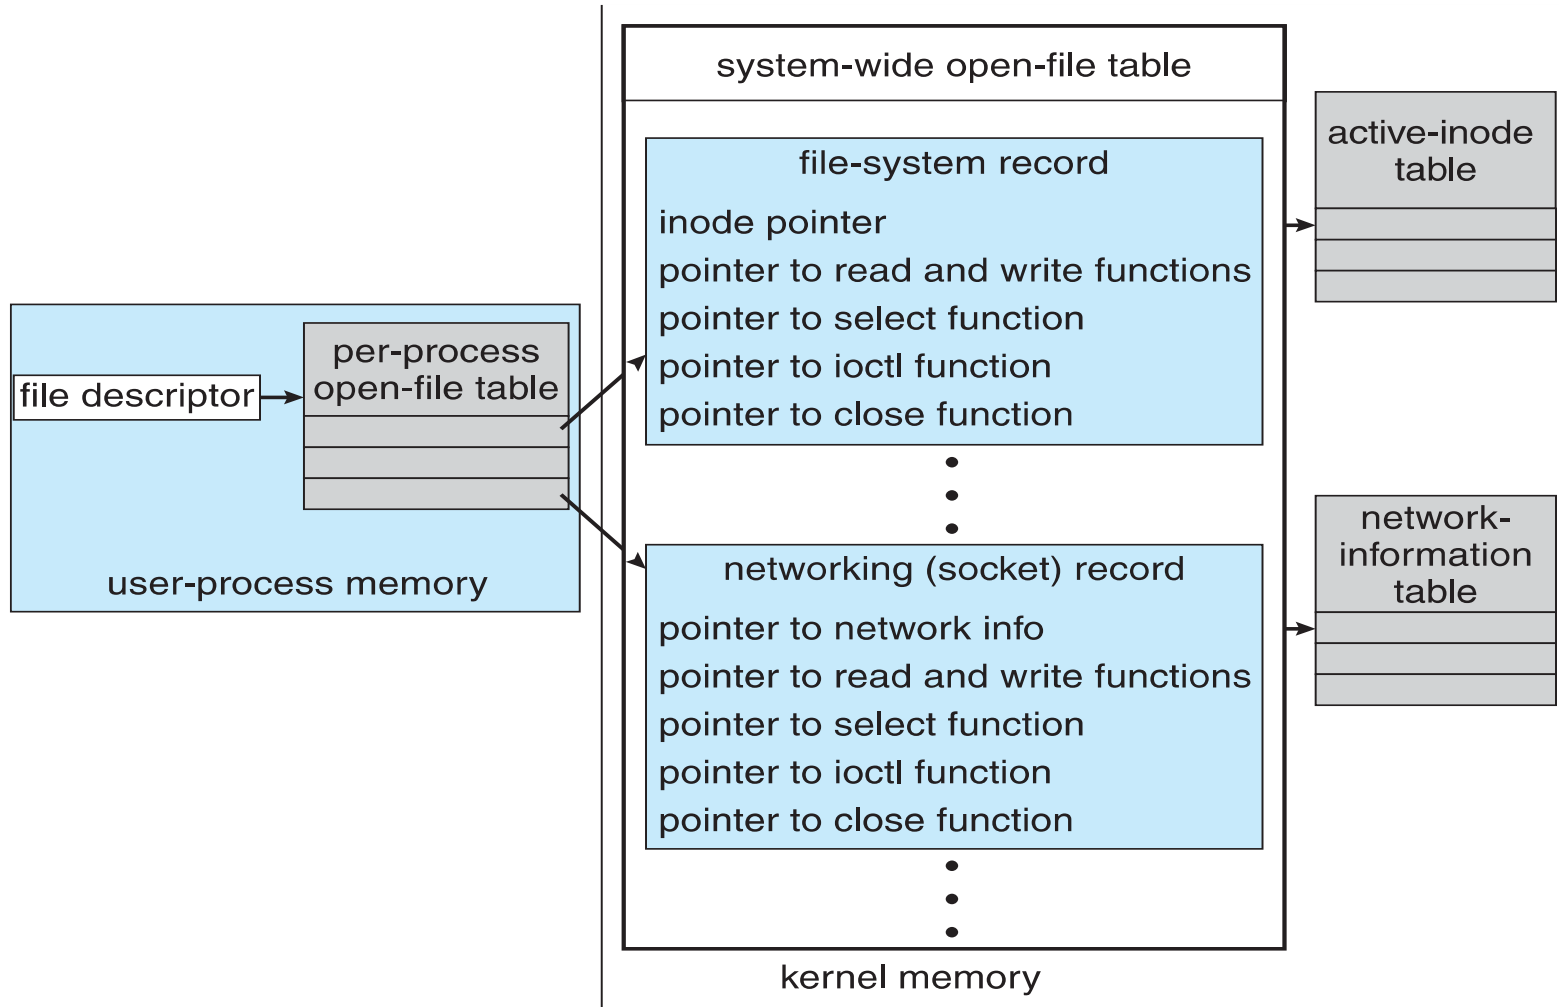 file descriptor
per-process
open-file table
user-process memory
system-wide open-file table
file-system record
inode pointer
pointer to read and write functions
pointer to select function
pointer to ioctl function
pointer to close function
networking (socket) record
pointer to network info
pointer to read and write functions
pointer to select function
pointer to ioctl function
pointer to close function
kernel memory
active-inode
table
network-
information
table